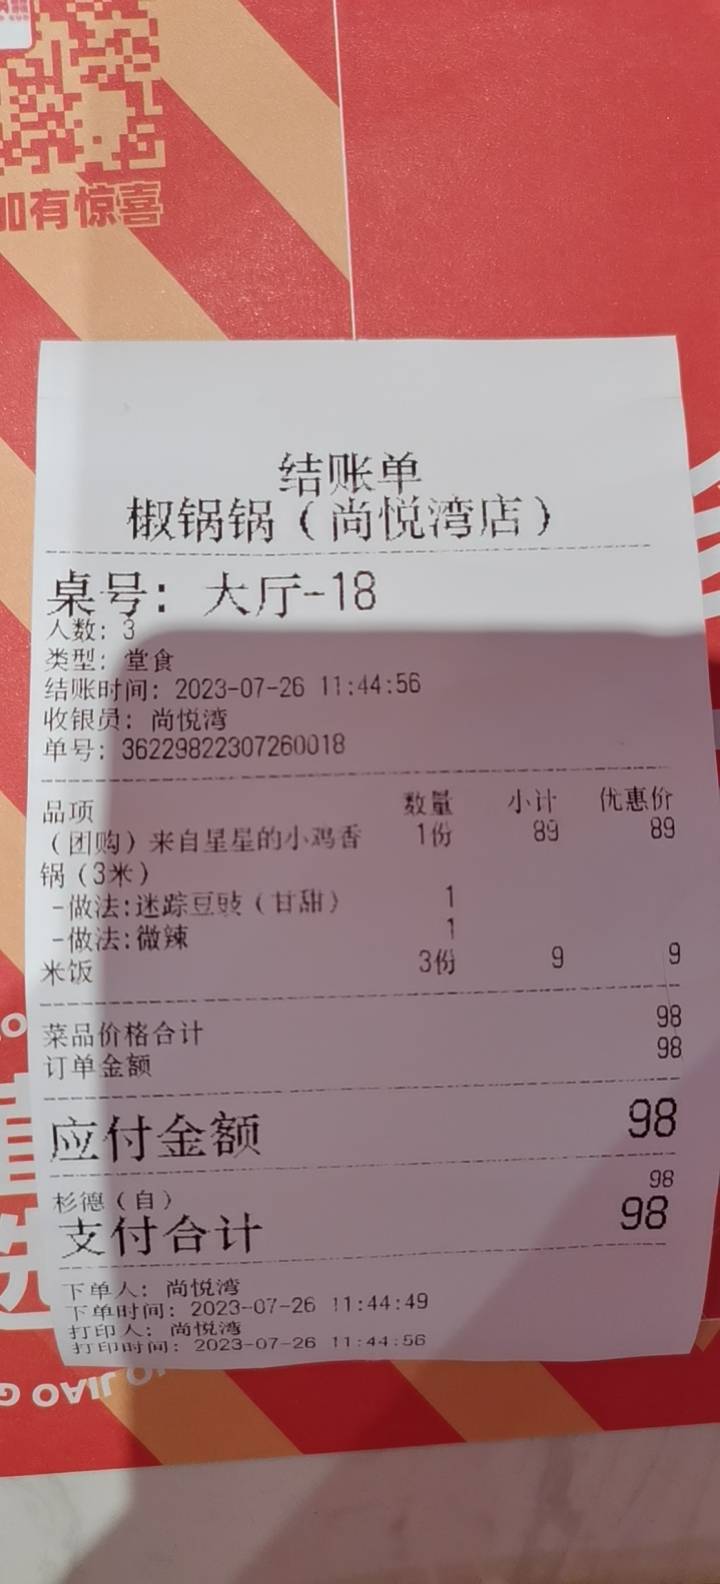 加有惊喜
结账单
椒锅锅（尚悦湾店）
桌号： 大厅-18
人数: 3
类型: 堂食
结账时间: 2023-07-26 11:44:56
收银员: 尚悦湾
单号: 36229822307260018
品项 数量 小计 优惠价
（团购）来自星星的小鸡香 1份 89 89
锅（3米）
-做法:迷踪豆豉（甘甜） 1
-做法:微辣 1
米饭 3份 9 9
菜品价格合计 98
订单金额 98
应付金额 98
杉德（自） 98
支付合计 98
下单人: 尚悦湾
下单时间: 2023-07-26 11:44:49
打印人: 尚悦湾
打印时间: 2023-07-26 11:44:56
JIAO G